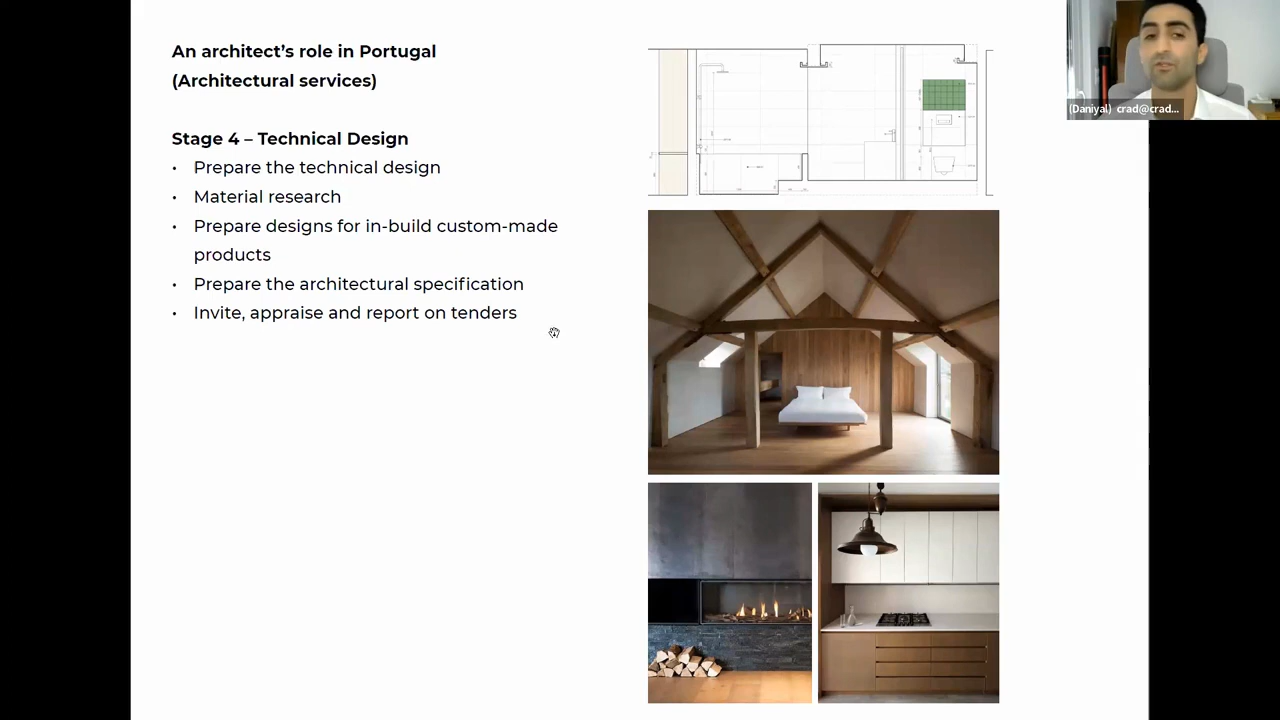 An architect’s role in Portugal
(Architectural services)
Stage 4 – Technical Design
• Prepare the technical design
• Material research
• Prepare designs for in-build custom-made
products
• Prepare the architectural specification
• Invite, appraise and report on tenders
(Daniyal) crad@crad...